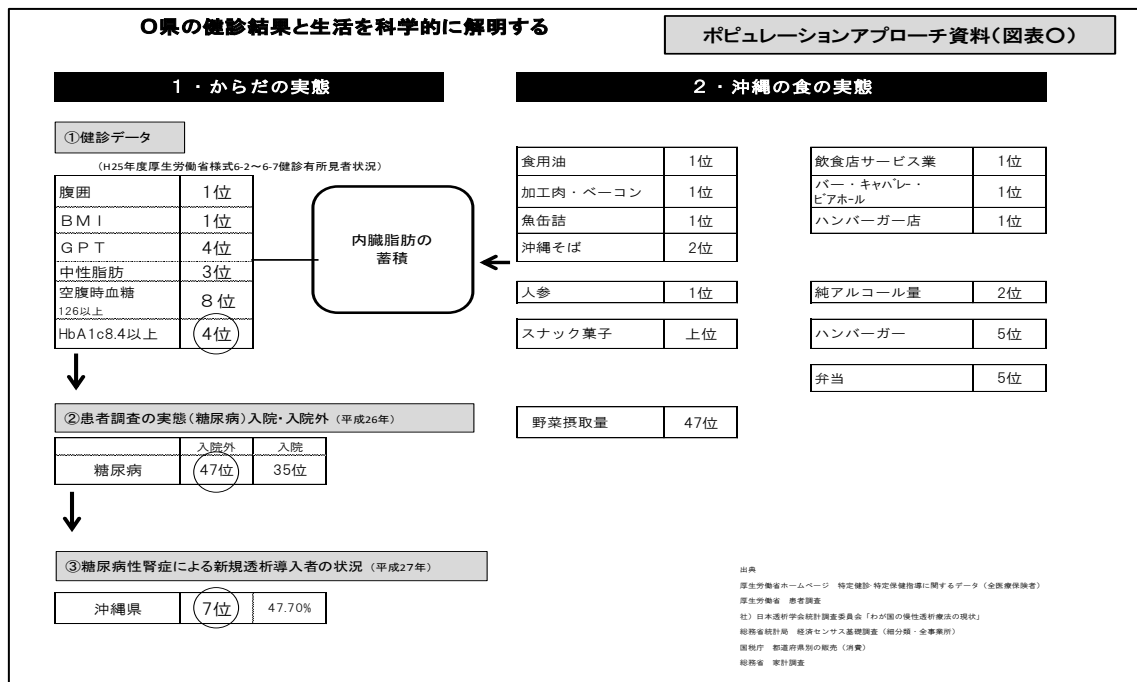 O県の健診結果と生活を科学的に解明する
ポピュレーションアプローチ資料(図表〇)
1・からだの実態
①健診データ
(H25年度厚生労働省様式6-2~6-7健診有所見者状況)
腹囲 1位
BMI 1位
GPT 4位
中性脂肪 3位
空腹時血糖 8位
126以上
HbA1c8.4以上 4位
内臓脂肪の
蓄積
②患者調査の実態(糖尿病)入院・入院外 (平成26年)
入院外 入院
糖尿病 47位 35位
③糖尿病性腎症による新規透析導入者の状況 (平成27年)
沖縄県 7位 47.70%
2・沖縄の食の実態
食用油 1位
加工肉・ベーコン 1位
魚缶詰 1位
沖縄そば 2位
人参 1位
スナック菓子 上位
野菜摂取量 47位
飲食店サービス業 1位
バー・キャバレー・
ビアホール 1位
ハンバーガー店 1位
純アルコール量 2位
ハンバーガー 5位
弁当 5位
出典
厚生労働省ホームページ 特定健診・特定保健指導に関するデータ(全医療保険者)
厚生労働省 患者調査
社)日本透析学会統計調査委員会「わが国の慢性透析療法の現状」
総務省統計局 経済センサス基礎調査(細分類・全事業所)
国税庁 都道府県別の販売(消費)
総務省 家計調査